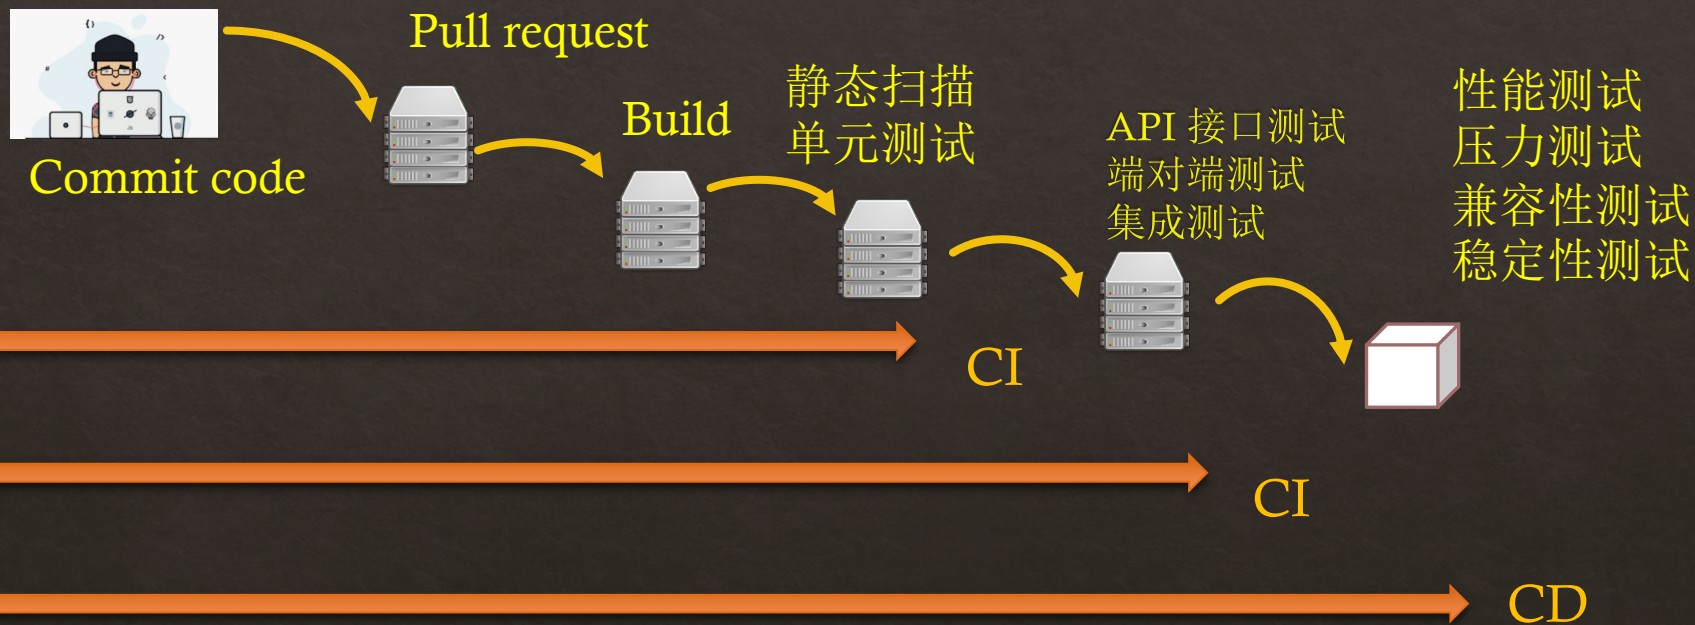 Commit code
Pull request
Build
静态扫描
单元测试
API 接口测试
端对端测试
集成测试
性能测试
压力测试
兼容性测试
稳定性测试
CI
CI
CD